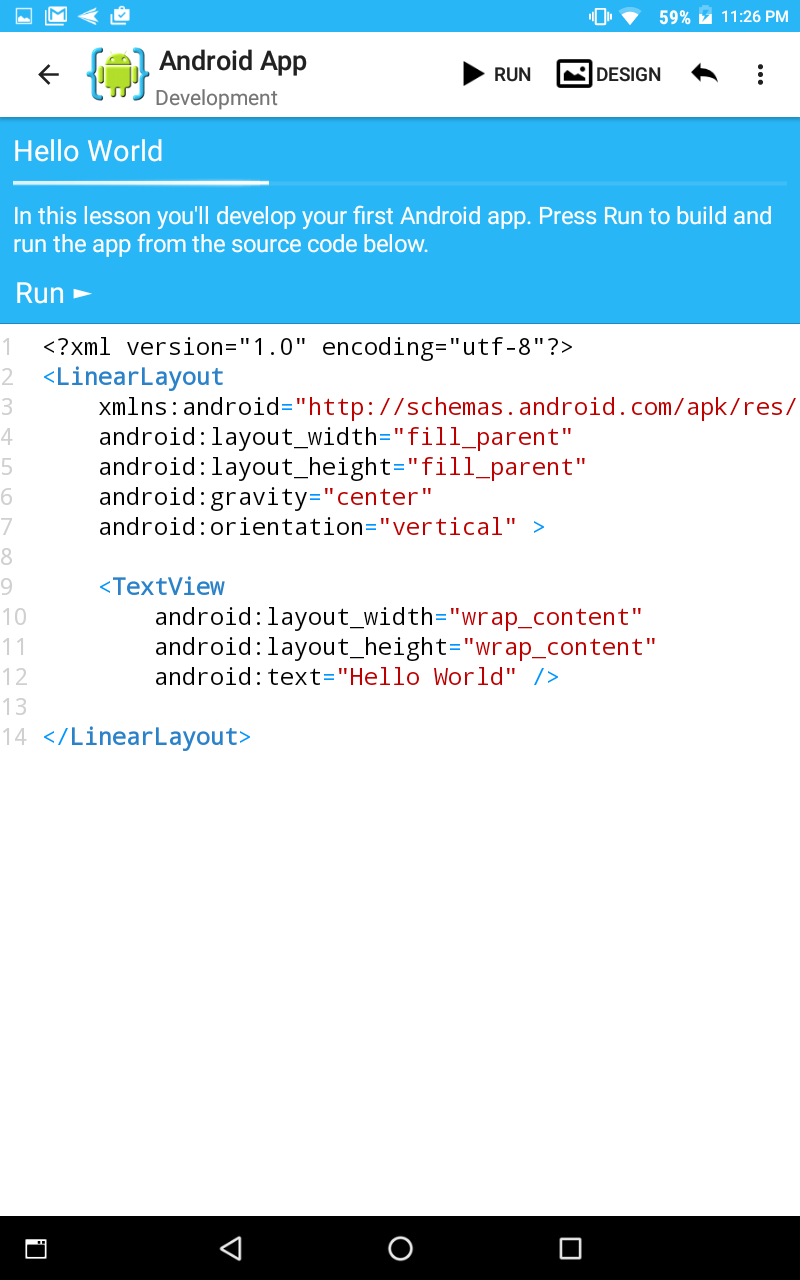 59% 11:26 PM
Android App
Development
RUN
DESIGN
Hello World
In this lesson you'll develop your first Android app. Press Run to build and
run the app from the source code below.
Run ►
1 <?xml version="1.0" encoding="utf-8"?>
2 <LinearLayout
3     xmlns:android="http://schemas.android.com/apk/res/
4     android:layout_width="fill_parent"
5     android:layout_height="fill_parent"
6     android:gravity="center"
7     android:orientation="vertical" >
8
9     <TextView
10         android:layout_width="wrap_content"
11         android:layout_height="wrap_content"
12         android:text="Hello World" />
13
14 </LinearLayout>